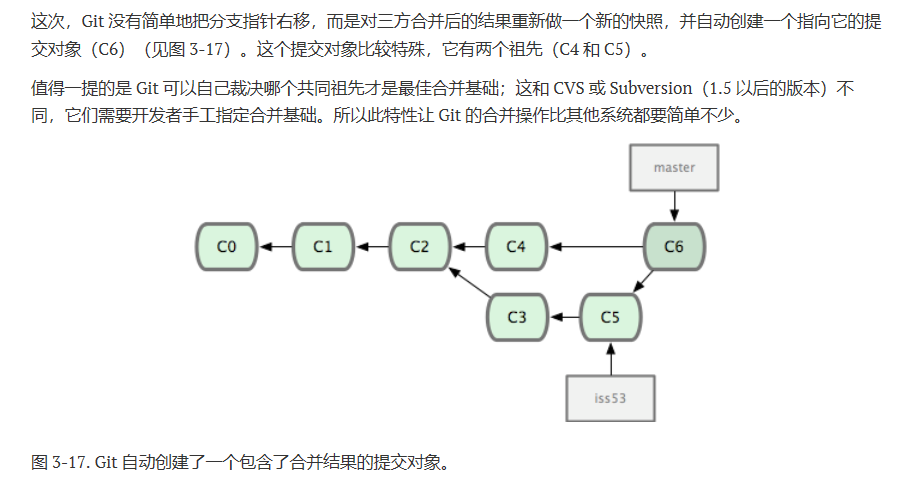 这次，Git 没有简单地把分支指针右移，而是对三方合并后的结果重新做一个新的快照，并自动创建一个指向它的提
交对象（C6）（见图 3-17）。这个提交对象比较特殊，它有两个祖先（C4 和 C5）。
值得一提的是 Git 可以自己裁决哪个共同祖先才是最佳合并基础；这和 CVS 或 Subversion（1.5 以后的版本）不
同，它们需要开发者手工指定合并基础。所以此特性让 Git 的合并操作比其他系统都要简单不少。
master
C0 C1 C2 C4 C6
C3 C5
iss53
图 3-17. Git 自动创建了一个包含了合并结果的提交对象。